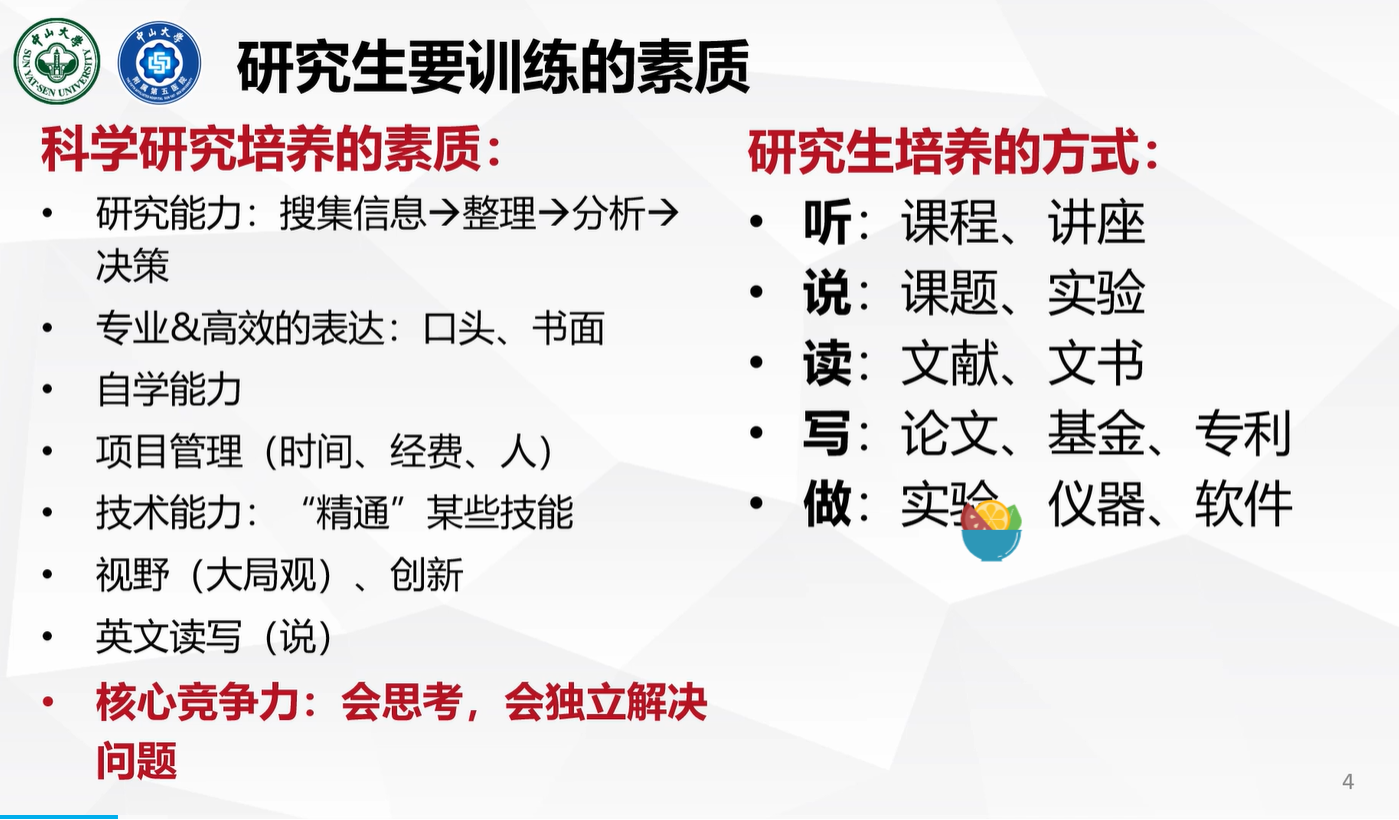 中山大学
SUN YAT-SEN UNIVERSITY
中山大学
附属第五医院
研究生要训练的素质
科学研究培养的素质：
• 研究能力：搜集信息→整理→分析→
决策
• 专业&高效的表达：口头、书面
• 自学能力
• 项目管理（时间、经费、人）
• 技术能力：“精通”某些技能
• 视野（大局观）、创新
• 英文读写（说）
• 核心竞争力：会思考，会独立解决
问题
研究生培养的方式：
• 听：课程、讲座
• 说：课题、实验
• 读：文献、文书
• 写：论文、基金、专利
• 做：实验、仪器、软件
4